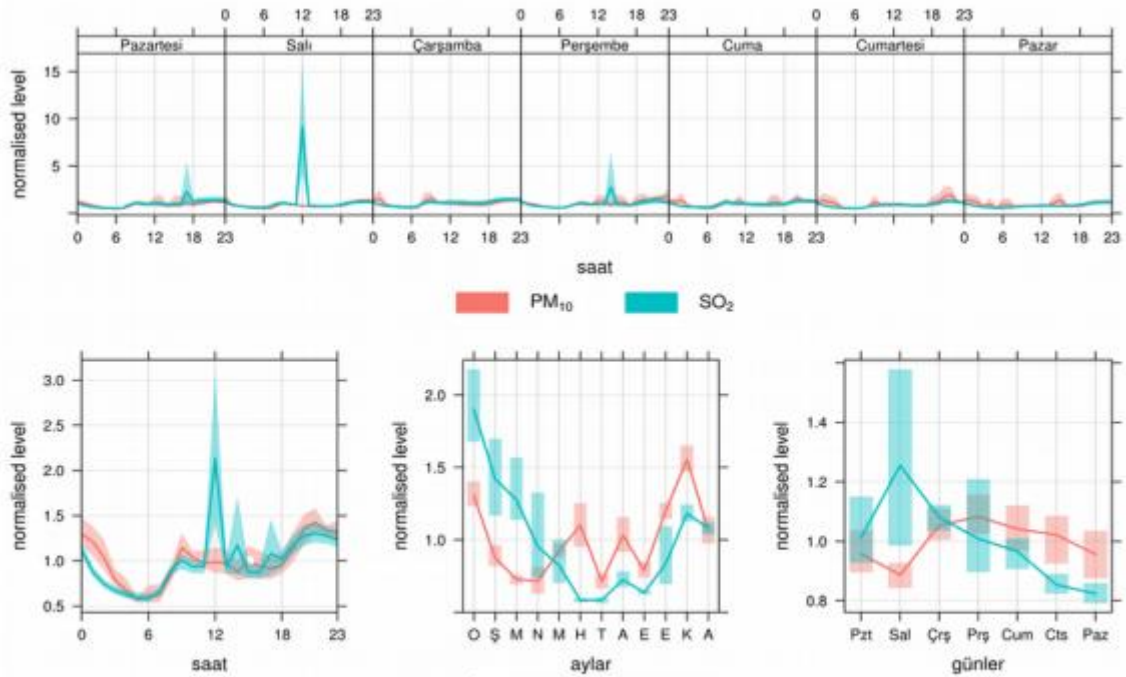 0 6 12 18 23 0 6 12 18 23 0 6 12 18 23
Pazartesi Salı Çarşamba Perşembe Cuma Cumartesi Pazar
normalised level
15
10
5
0 6 12 18 23 0 6 12 18 23 0 6 12 18 23 0 6 12 18 23
saat
PM₁₀ SO₂
normalised level
3.0
2.5
2.0
1.5
1.0
0.5
0 6 12 18 23
saat
normalised level
2.0
1.5
1.0
O Ş M N M H T A E E K A
aylar
normalised level
1.4
1.2
1.0
0.8
Pzt Sal Çrş Prş Cum Cts Paz
günler